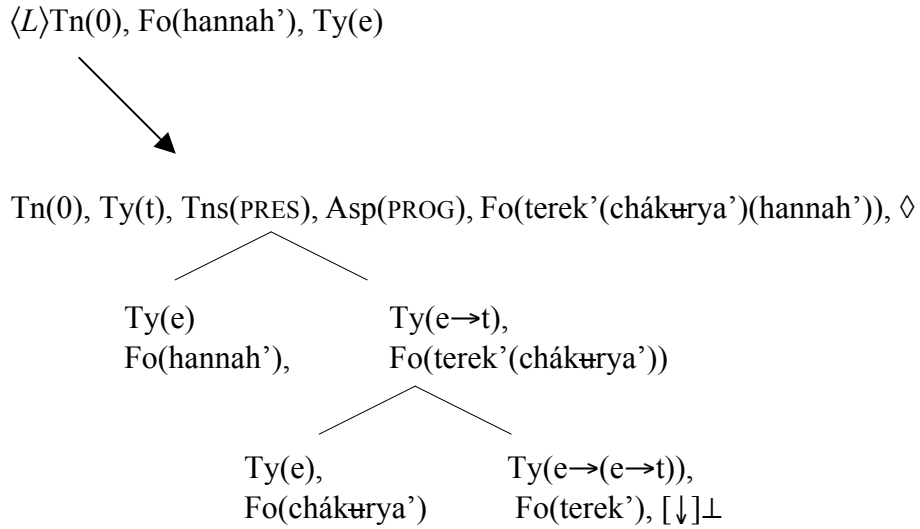 ⟨L⟩Tn(0), Fo(hannah’), Ty(e)
Tn(0), Ty(t), Tns(PRES), Asp(PROG), Fo(terek’(chákʉrya’)(hannah’)), ◊
Ty(e) Ty(e→t),
Fo(hannah’), Fo(terek’(chákʉrya’))
Ty(e), Ty(e→(e→t)),
Fo(chákʉrya’) Fo(terek’), [↓]⊥